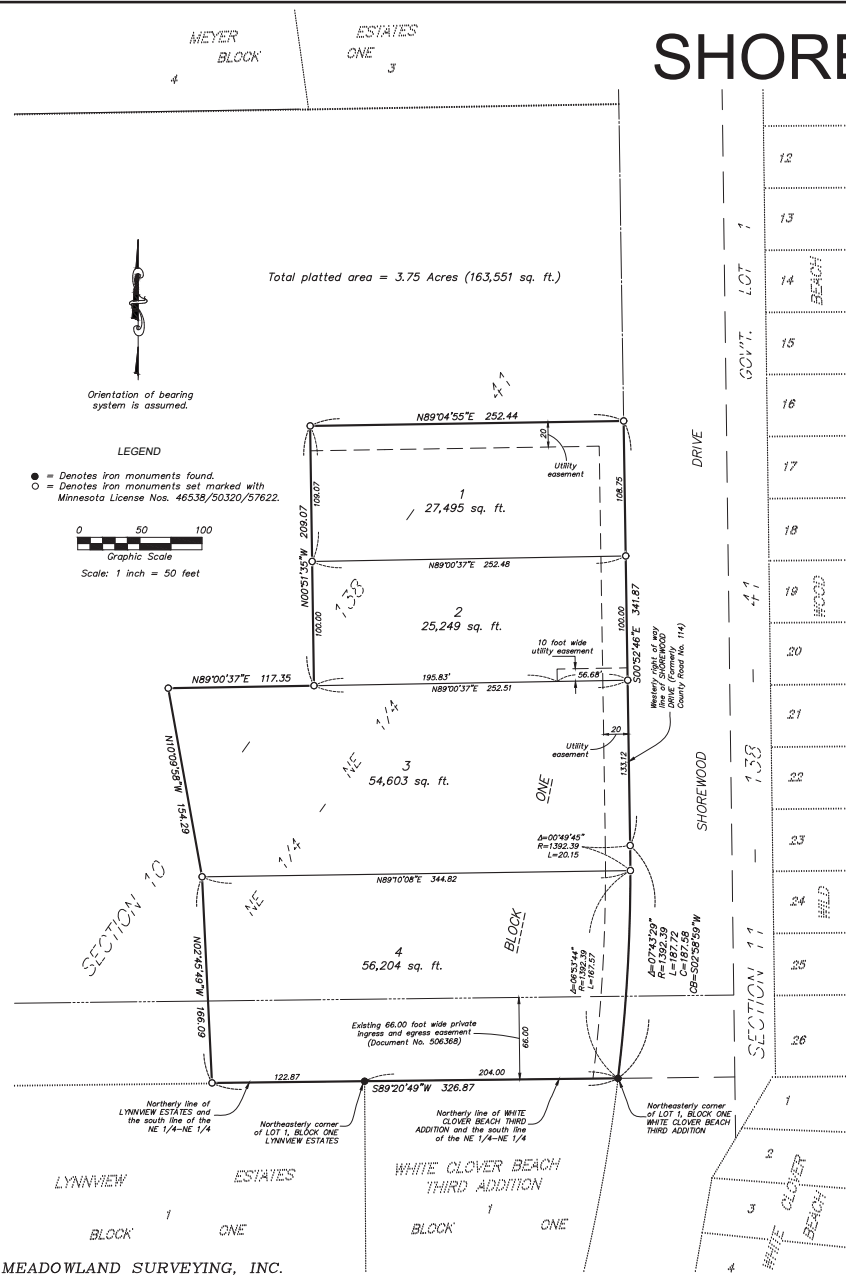 SHORE
MEYER
BLOCK
4
ESTATES
ONE
3
Total platted area = 3.75 Acres (163,551 sq. ft.)
Orientation of bearing
system is assumed.
LEGEND
= Denotes iron monuments found.
= Denotes iron monuments set marked with
Minnesota License Nos. 46538/50320/57622.
0 50 100
Graphic Scale
Scale: 1 inch = 50 feet
41
N89°04'55"E 252.44
20
Utility
easement
1
27,495 sq. ft.
109.07
108.75
N00°51'35"W 209.07
N89°00'37"E 252.48
138
2
25,249 sq. ft.
100.00
100.00
S00°52'46"E 341.87
10 foot wide
utility easement
N89°00'37"E 117.35
195.83'
56.68'
N89°00'37"E 252.51
Westerly right of way
line of SHOREWOOD
DRIVE (Formerly
County Road No. 114)
20
Utility
easement
133.12
N10°09'58"W 154.29
NE 1/4
3
54,603 sq. ft.
ONE
Δ=00°49'45"
R=1392.39
L=20.15
NE 1/4
SECTION 10
N89°10'08"E 344.82
BLOCK
4
56,204 sq. ft.
Δ=06°53'44"
R=1392.39
L=167.57
Δ=07°43'29"
R=1392.39
L=187.72
C=187.58
CB=S02°58'59"W
N02°45'49"W 166.09
Existing 66.00 foot wide private
ingress and egress easement
(Document No. 506368)
66.00
122.87
204.00
S89°20'49"W 326.87
Northerly line of
LYNNVIEW ESTATES and
the south line of the
NE 1/4-NE 1/4
Northeasterly corner
of LOT 1, BLOCK ONE
LYNNVIEW ESTATES
Northerly line of WHITE
CLOVER BEACH THIRD
ADDITION and the south line
of the NE 1/4-NE 1/4
Northeasterly corner
of LOT 1, BLOCK ONE
WHITE CLOVER BEACH
THIRD ADDITION
LYNNVIEW ESTATES
1
BLOCK ONE
WHITE CLOVER BEACH
THIRD ADDITION
1
BLOCK ONE
SHOREWOOD DRIVE
SECTION 11 — 138 — 41
GOV'T. LOT 1
12
13
14
15
16
17
18
19
20
21
22
23
24
25
26
WILD WOOD BEACH
1
2
3
4
WHITE CLOVER
BEACH
MEADOWLAND SURVEYING, INC.